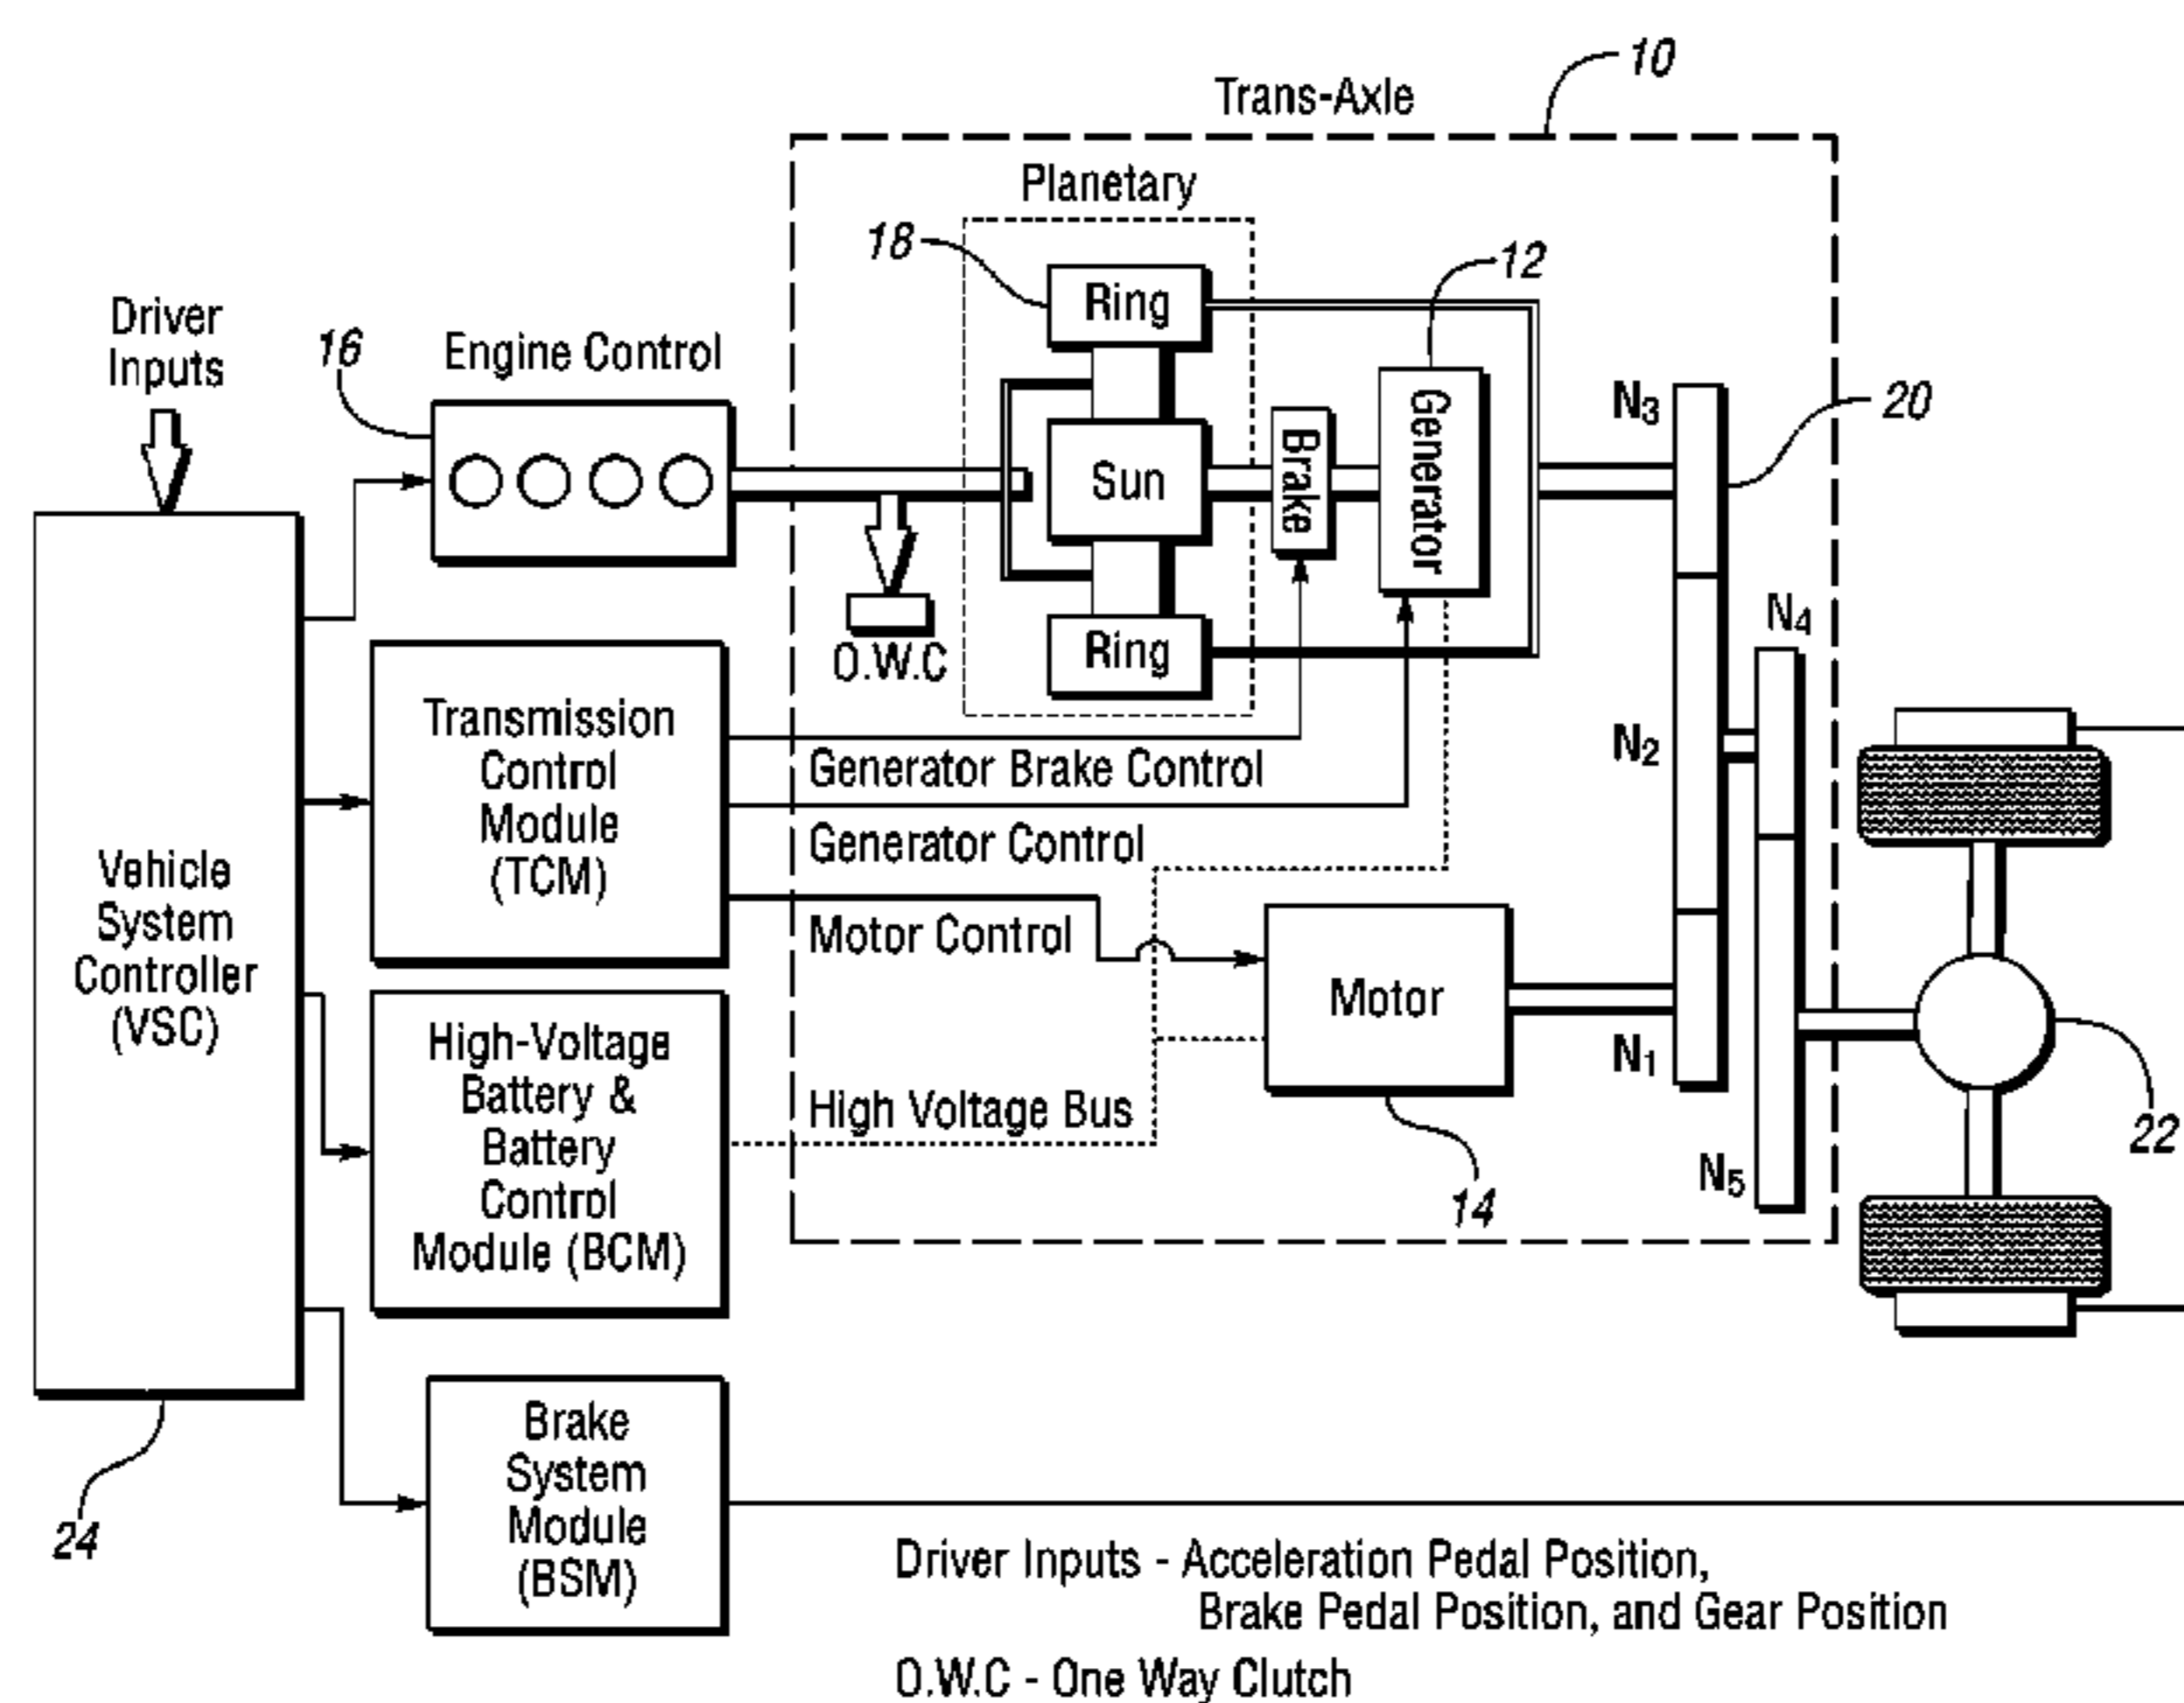 10
Trans-Axle
Planetary
18
12
Ring
Driver
Inputs
16
Engine Control
Generator
N3
20
Brake
Sun
N4
O.W.C
Ring
Transmission
Control
Module
(TCM)
N2
Generator Brake Control
Generator Control
Vehicle
System
Controller
(VSC)
Motor Control
Motor
High-Voltage
Battery &
Battery
Control
Module (BCM)
N1
High Voltage Bus
22
N5
14
Brake
System
Module
(BSM)
24
Driver Inputs - Acceleration Pedal Position,
Brake Pedal Position, and Gear Position
O.W.C - One Way Clutch